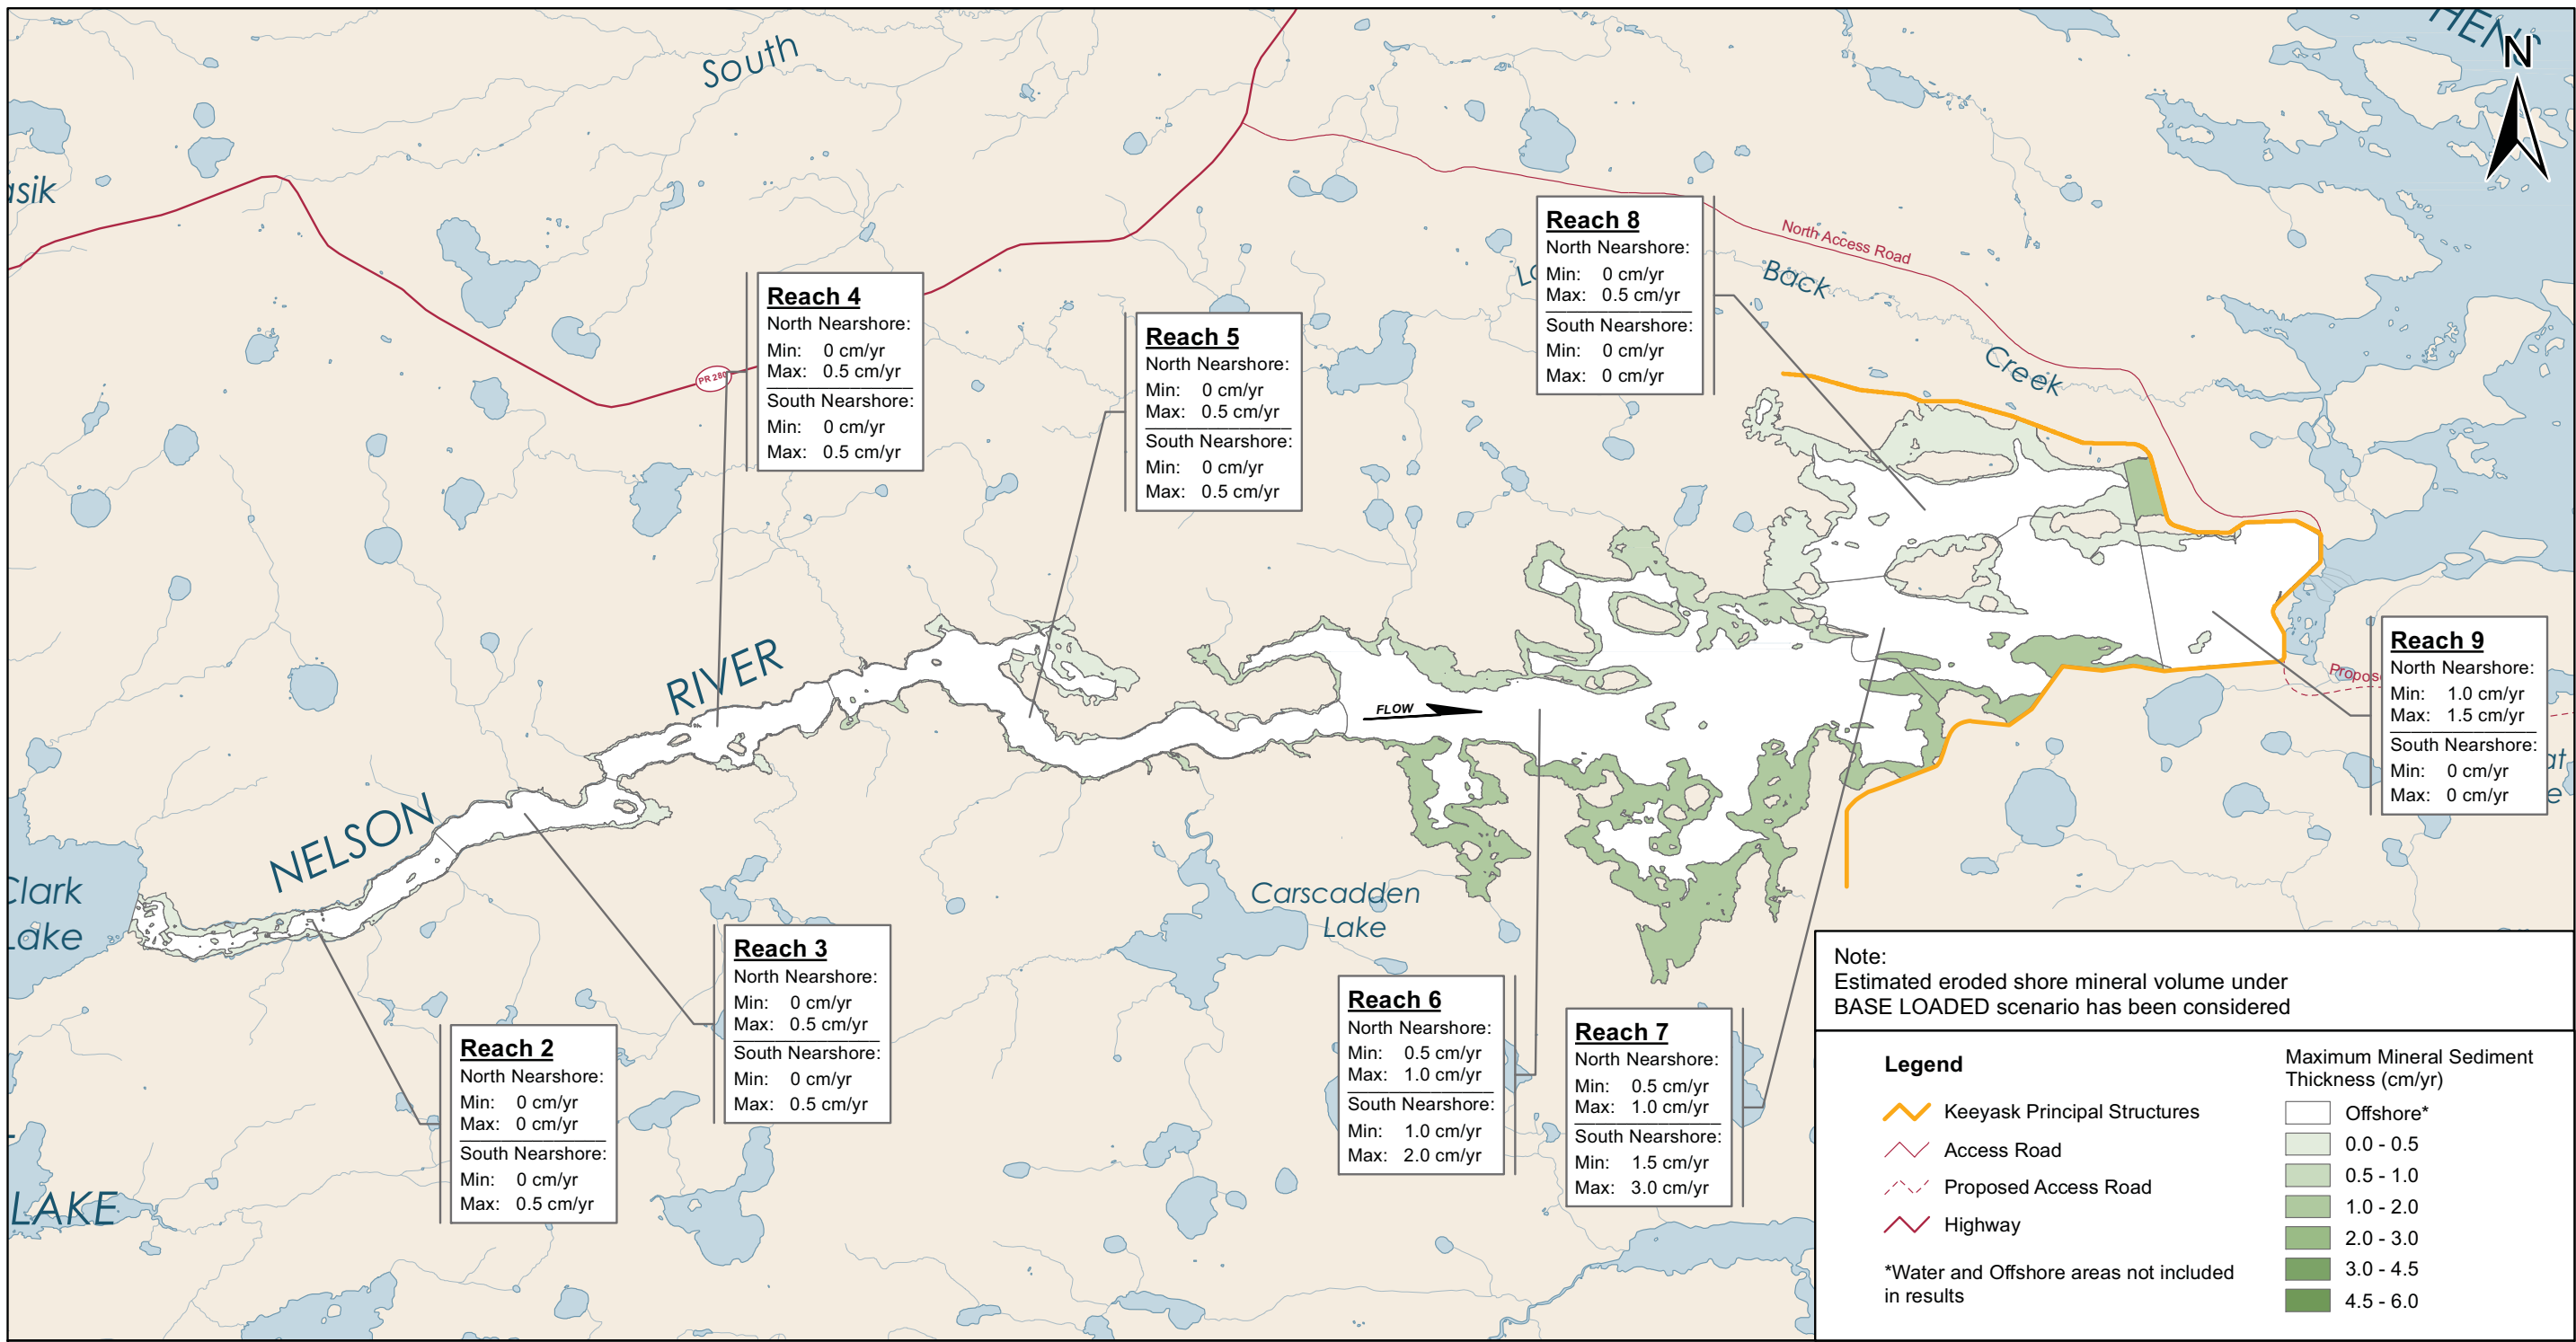 HENS
N
South
asik
North Access Road
Back
Creek
PR 280
Reach 8
North Nearshore:
Min: 0 cm/yr
Max: 0.5 cm/yr
South Nearshore:
Min: 0 cm/yr
Max: 0 cm/yr
Reach 4
North Nearshore:
Min: 0 cm/yr
Max: 0.5 cm/yr
South Nearshore:
Min: 0 cm/yr
Max: 0.5 cm/yr
Reach 5
North Nearshore:
Min: 0 cm/yr
Max: 0.5 cm/yr
South Nearshore:
Min: 0 cm/yr
Max: 0.5 cm/yr
Reach 9
North Nearshore:
Min: 1.0 cm/yr
Max: 1.5 cm/yr
South Nearshore:
Min: 0 cm/yr
Max: 0 cm/yr
Propos
at
e
NELSON RIVER
FLOW
Clark
Lake
Carscadden
Lake
LAKE
Reach 3
North Nearshore:
Min: 0 cm/yr
Max: 0.5 cm/yr
South Nearshore:
Min: 0 cm/yr
Max: 0.5 cm/yr
Reach 2
North Nearshore:
Min: 0 cm/yr
Max: 0 cm/yr
South Nearshore:
Min: 0 cm/yr
Max: 0.5 cm/yr
Reach 6
North Nearshore:
Min: 0.5 cm/yr
Max: 1.0 cm/yr
South Nearshore:
Min: 1.0 cm/yr
Max: 2.0 cm/yr
Reach 7
North Nearshore:
Min: 0.5 cm/yr
Max: 1.0 cm/yr
South Nearshore:
Min: 1.5 cm/yr
Max: 3.0 cm/yr
Note:
Estimated eroded shore mineral volume under
BASE LOADED scenario has been considered
Legend
Keeyask Principal Structures
Access Road
Proposed Access Road
Highway
*Water and Offshore areas not included
in results
Maximum Mineral Sediment
Thickness (cm/yr)
Offshore*
0.0 - 0.5
0.5 - 1.0
1.0 - 2.0
2.0 - 3.0
3.0 - 4.5
4.5 - 6.0